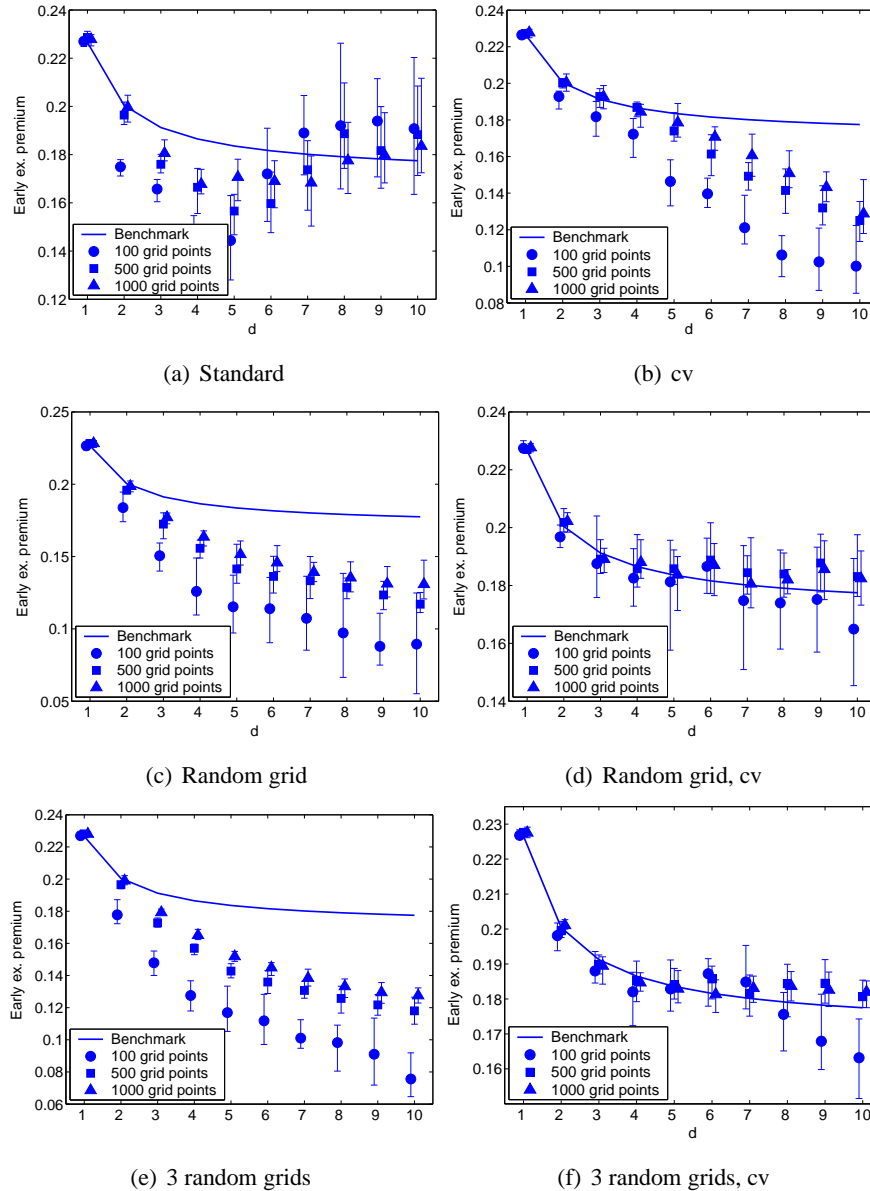 0.24
0.22
0.2
0.18
0.16
0.14
0.12
Early ex. premium
Benchmark
100 grid points
500 grid points
1000 grid points
1 2 3 4 5 6 7 8 9 10
d
(a) Standard
0.24
0.22
0.2
0.18
0.16
0.14
0.12
0.1
0.08
Early ex. premium
Benchmark
100 grid points
500 grid points
1000 grid points
1 2 3 4 5 6 7 8 9 10
d
(b) cv
0.25
0.2
0.15
0.1
0.05
Early ex. premium
Benchmark
100 grid points
500 grid points
1000 grid points
1 2 3 4 5 6 7 8 9 10
d
(c) Random grid
0.24
0.22
0.2
0.18
0.16
0.14
Early ex. premium
Benchmark
100 grid points
500 grid points
1000 grid points
1 2 3 4 5 6 7 8 9 10
d
(d) Random grid, cv
0.24
0.22
0.2
0.18
0.16
0.14
0.12
0.1
0.08
0.06
Early ex. premium
Benchmark
100 grid points
500 grid points
1000 grid points
1 2 3 4 5 6 7 8 9 10
(e) 3 random grids
0.23
0.22
0.21
0.2
0.19
0.18
0.17
0.16
Early ex. premium
Benchmark
100 grid points
500 grid points
1000 grid points
1 2 3 4 5 6 7 8 9 10
d
(f) 3 random grids, cv